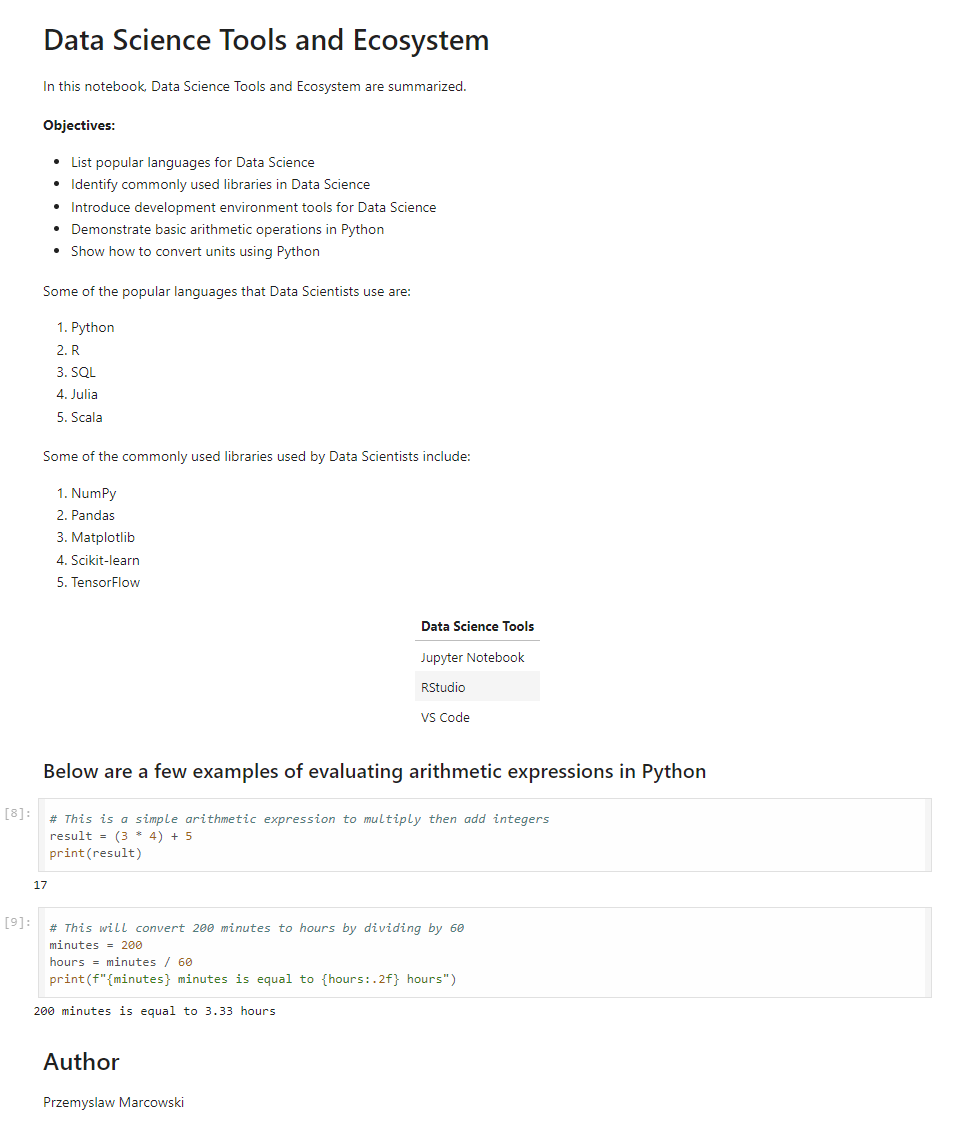 Data Science Tools and Ecosystem
In this notebook, Data Science Tools and Ecosystem are summarized.
Objectives:
• List popular languages for Data Science
• Identify commonly used libraries in Data Science
• Introduce development environment tools for Data Science
• Demonstrate basic arithmetic operations in Python
• Show how to convert units using Python
Some of the popular languages that Data Scientists use are:
1. Python
2. R
3. SQL
4. Julia
5. Scala
Some of the commonly used libraries used by Data Scientists include:
1. NumPy
2. Pandas
3. Matplotlib
4. Scikit-learn
5. TensorFlow
Data Science Tools
Jupyter Notebook
RStudio
VS Code
Below are a few examples of evaluating arithmetic expressions in Python
[8]:
# This is a simple arithmetic expression to multiply then add integers
result = (3 * 4) + 5
print(result)
17
[9]:
# This will convert 200 minutes to hours by dividing by 60
minutes = 200
hours = minutes / 60
print(f"{minutes} minutes is equal to {hours:.2f} hours")
200 minutes is equal to 3.33 hours
Author
Przemyslaw Marcowski